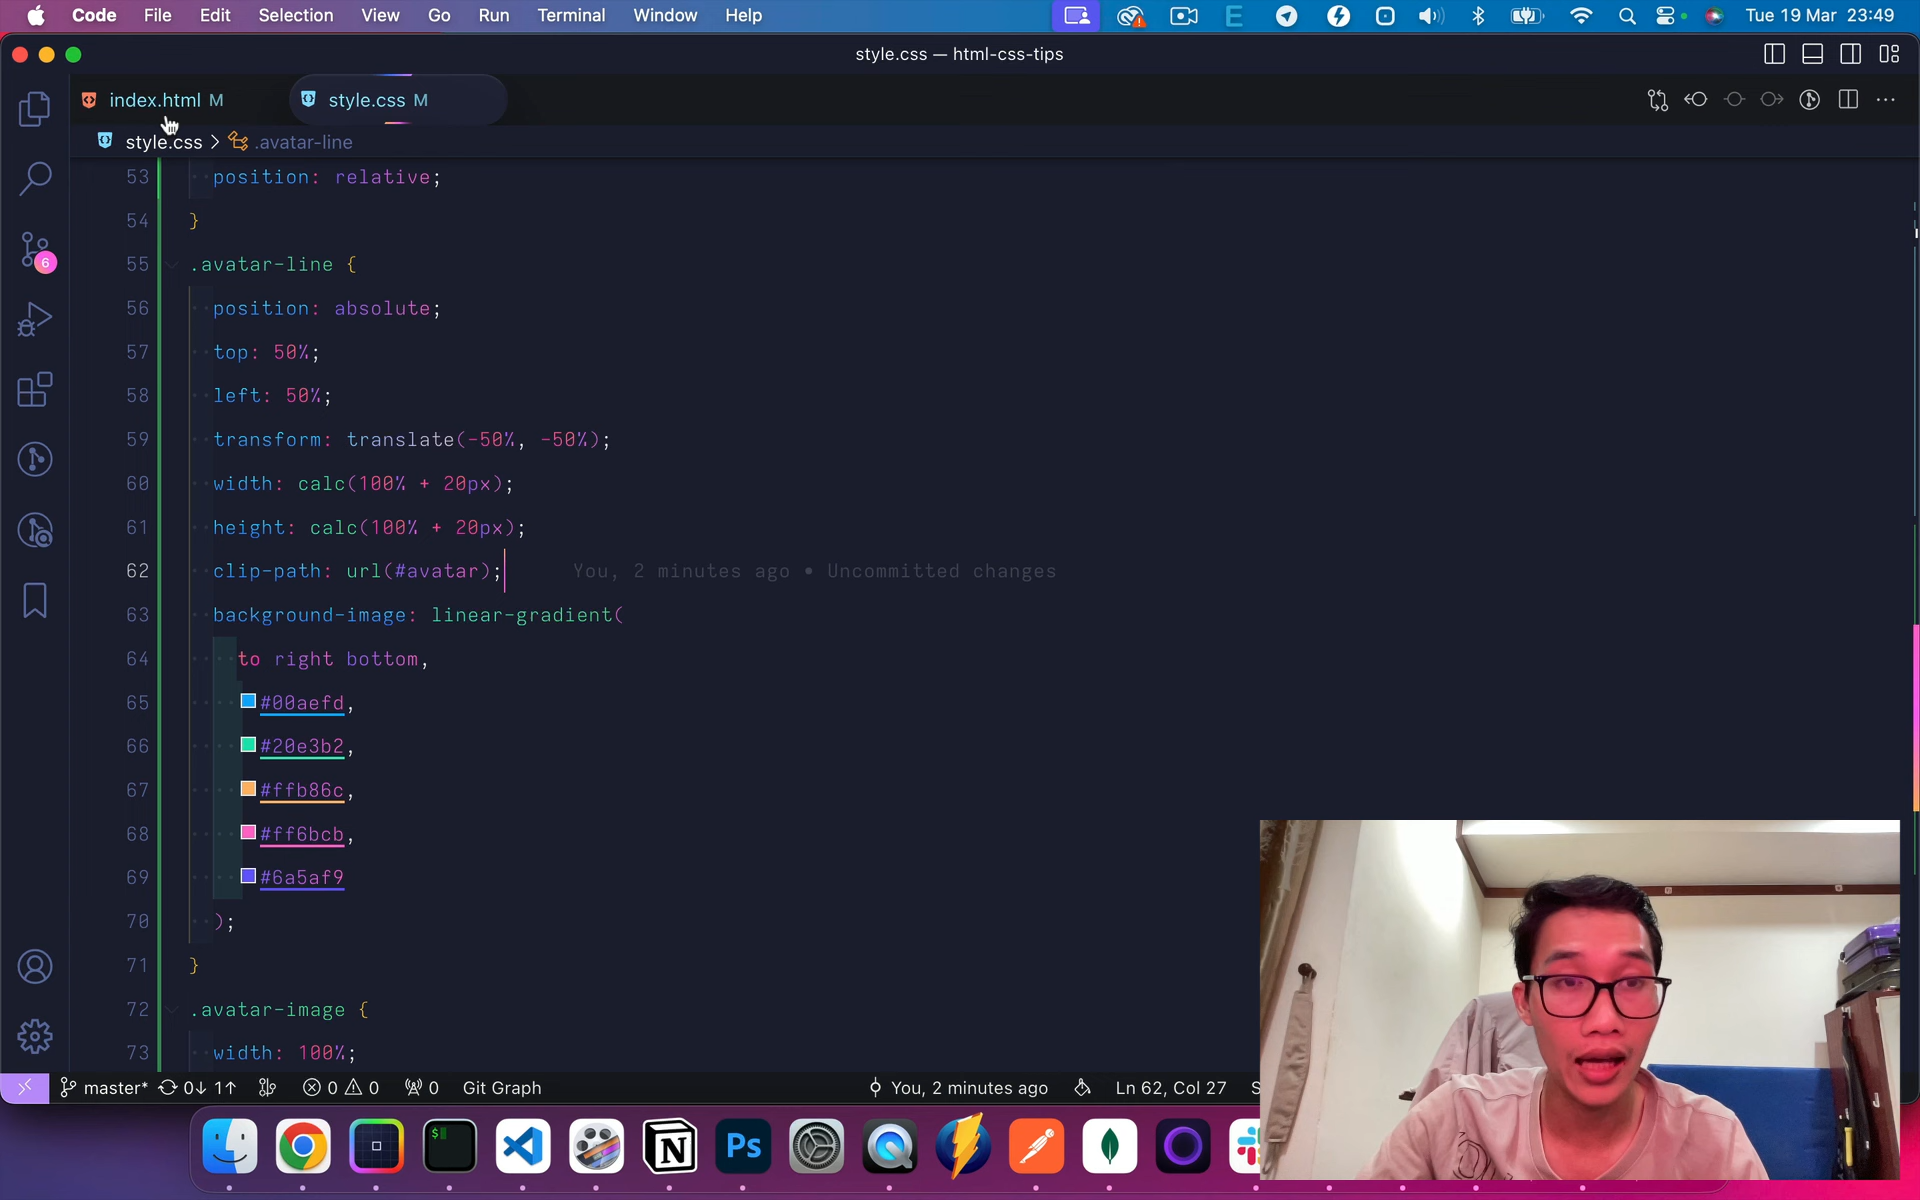 Code File Edit Selection View Go Run Terminal Window Help
E
Tue 19 Mar 23:49
style.css — html-css-tips
index.html M
style.css M
style.css > .avatar-line
53 position: relative;
54 }
55 .avatar-line {
56 position: absolute;
57 top: 50%;
58 left: 50%;
59 transform: translate(-50%, -50%);
60 width: calc(100% + 20px);
61 height: calc(100% + 20px);
62 clip-path: url(#avatar); You, 2 minutes ago • Uncommitted changes
63 background-image: linear-gradient(
64 to right bottom,
65 #00aefd,
66 #20e3b2,
67 #ffb86c,
68 #ff6bcb,
69 #6a5af9
70 );
71 }
72 .avatar-image {
73 width: 100%;
6
master* 0↓ 1↑ 0 0 0 Git Graph You, 2 minutes ago Ln 62, Col 27 S
$
N
Ps